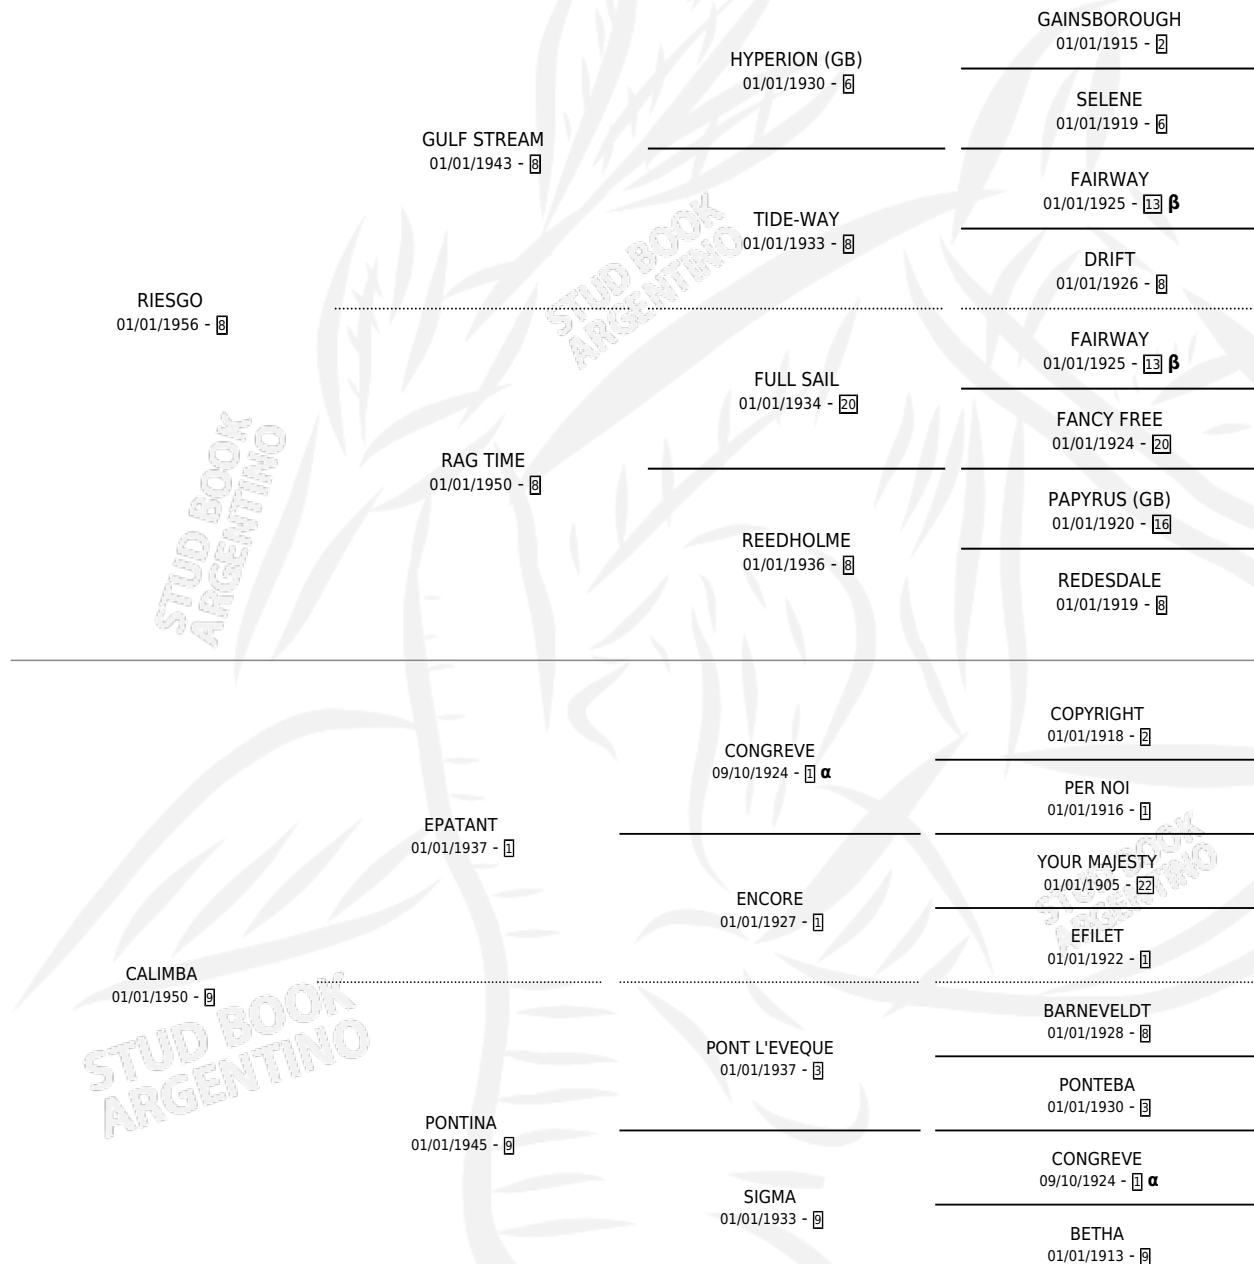 GAINSBOROUGH
01/01/1915 - 2
HYPERION (GB)
01/01/1930 - 6
SELENE
01/01/1919 - 6
GULF STREAM
01/01/1943 - 8
FAIRWAY
01/01/1925 - 13 β
TIDE-WAY
01/01/1933 - 8
DRIFT
01/01/1926 - 8
RIESGO
01/01/1956 - 8
FAIRWAY
01/01/1925 - 13 β
FULL SAIL
01/01/1934 - 20
FANCY FREE
01/01/1924 - 20
RAG TIME
01/01/1950 - 8
PAPYRUS (GB)
01/01/1920 - 16
REEDHOLME
01/01/1936 - 8
REDESDALE
01/01/1919 - 8
COPYRIGHT
01/01/1918 - 2
CONGREVE
09/10/1924 - 1 α
PER NOI
01/01/1916 - 1
EPATANT
01/01/1937 - 1
YOUR MAJESTY
01/01/1905 - 22
ENCORE
01/01/1927 - 1
EFILET
01/01/1922 - 1
CALIMBA
01/01/1950 - 9
BARNEVELDT
01/01/1928 - 8
PONT L'EVEQUE
01/01/1937 - 3
PONTEBA
01/01/1930 - 3
PONTINA
01/01/1945 - 9
CONGREVE
09/10/1924 - 1 α
SIGMA
01/01/1933 - 9
BETHA
01/01/1913 - 9
STUD BOOK
ARGENTINO
STUD BOOK
ARGENTINO
STUD BOOK
ARGENTINO
STUD BOOK
ARGENTINO